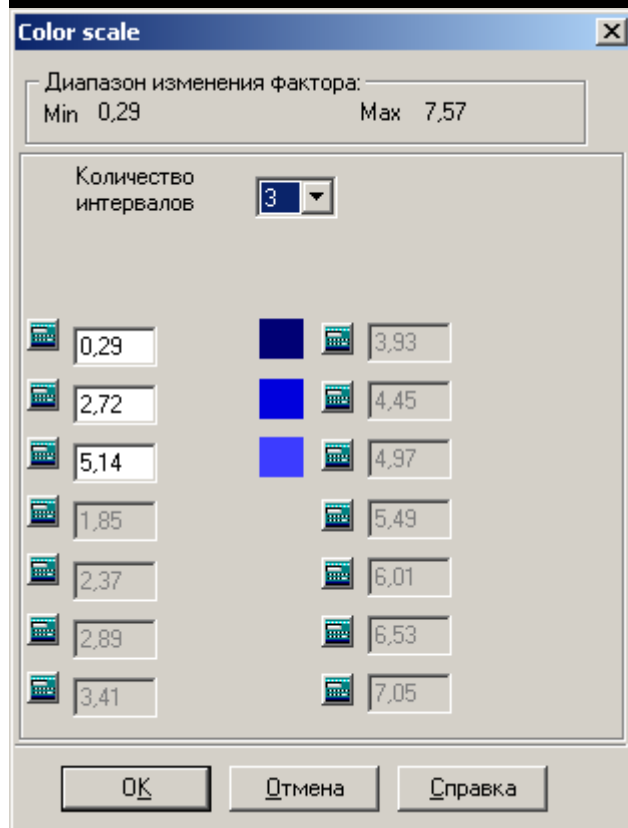 Color scale
Диапазон изменения фактора:
Min 0,29 Max 7,57
Количество
интервалов
3
0,29 3,93
2,72 4,45
5,14 4,97
1,85 5,49
2,37 6,01
2,89 6,53
3,41 7,05
OK Отмена Справка